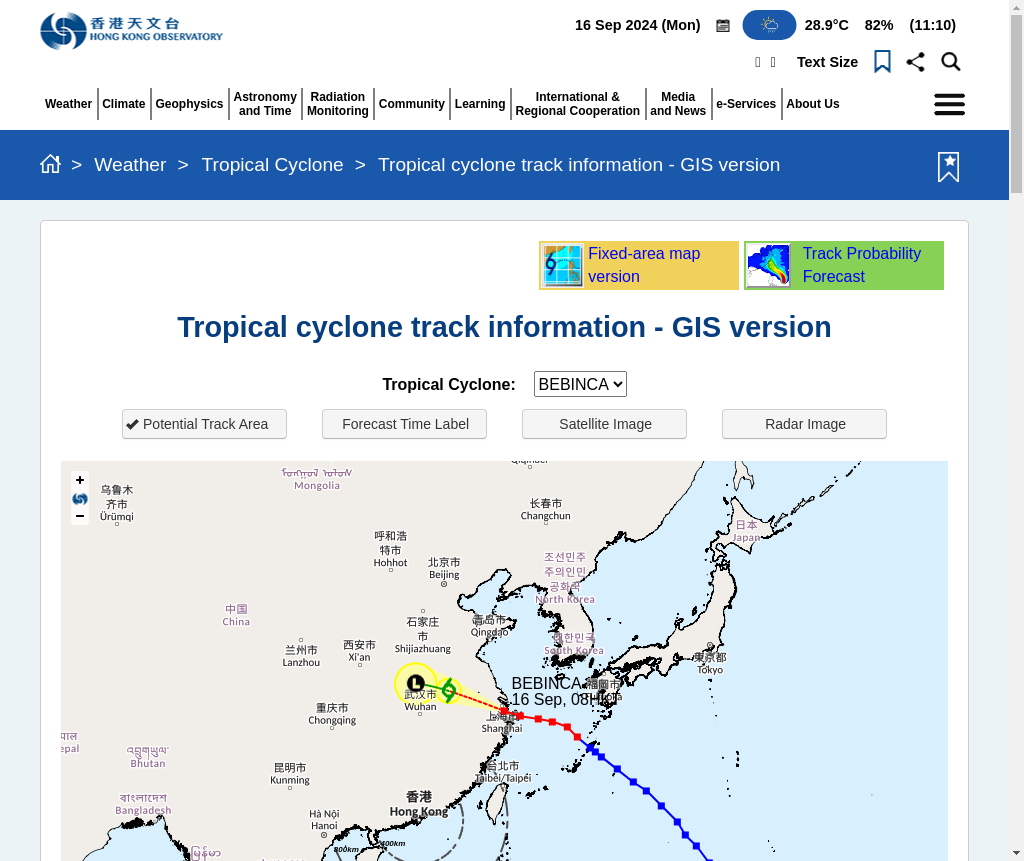 香港天文台
HONG KONG OBSERVATORY
16 Sep 2024 (Mon)
28.9°C
82%
(11:10)
Text Size
Weather
Climate
Geophysics
Astronomy
and Time
Radiation
Monitoring
Community
Learning
International &
Regional Cooperation
Media
and News
e-Services
About Us
> Weather > Tropical Cyclone > Tropical cyclone track information - GIS version
Fixed-area map
version
Track Probability
Forecast
Tropical cyclone track information - GIS version
Tropical Cyclone:
BEBINCA
Potential Track Area
Forecast Time Label
Satellite Image
Radar Image
+
−
乌鲁木
齐市
Ürümqi
Mongolia
长春市
Changchun
日本
Japan
呼和浩
特市
Hohhot
北京市
Beijing
조선민주
주의인민
공화국
North Korea
中国
China
石家庄
市
Shijiazhuang
青岛市
Qingdao
대한민국
South Korea
兰州市
Lanzhou
西安市
Xi'an
東京都
Tokyo
BEBINCA
16 Sep, 08HKT
福岡市
L
武汉市
Wuhan
上海市
Shanghai
重庆市
Chongqing
Bhutan
昆明市
Kunming
台北市
Taibei/Taipei
বাংলাদেশ
Bangladesh
香港
Hong Kong
Hà Nội
Hanoi
800km
400km